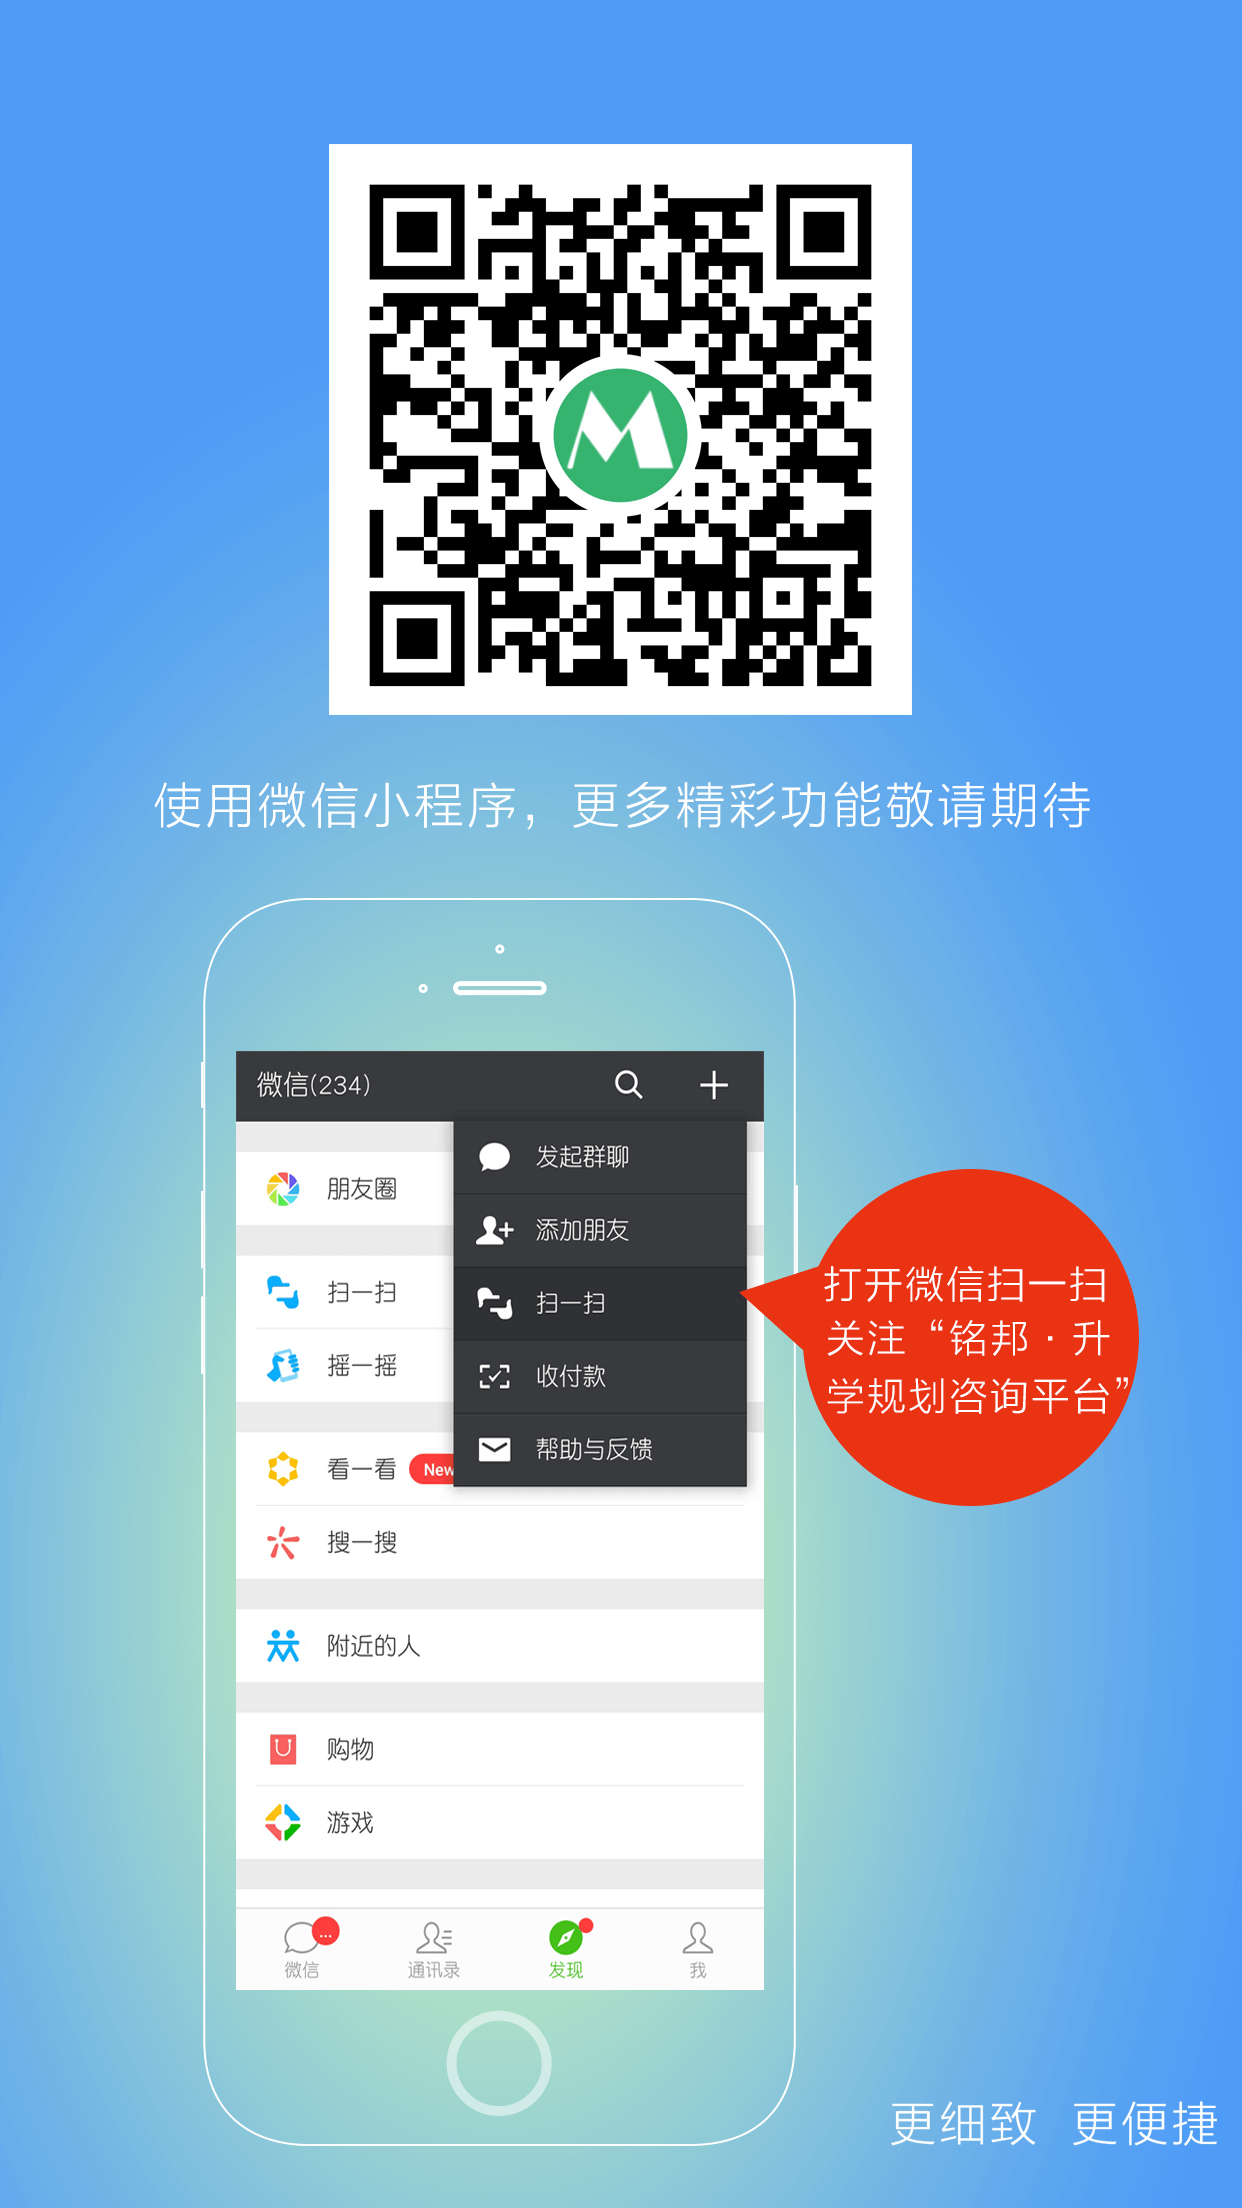 M
使用微信小程序，更多精彩功能敬请期待
微信(234)
发起群聊
朋友圈
添加朋友
扫一扫
扫一扫
打开微信扫一扫
关注“铭邦·升
学规划咨询平台”
摇一摇
收付款
看一看 New
帮助与反馈
搜一搜
附近的人
购物
游戏
微信 通讯录 发现 我
更细致 更便捷